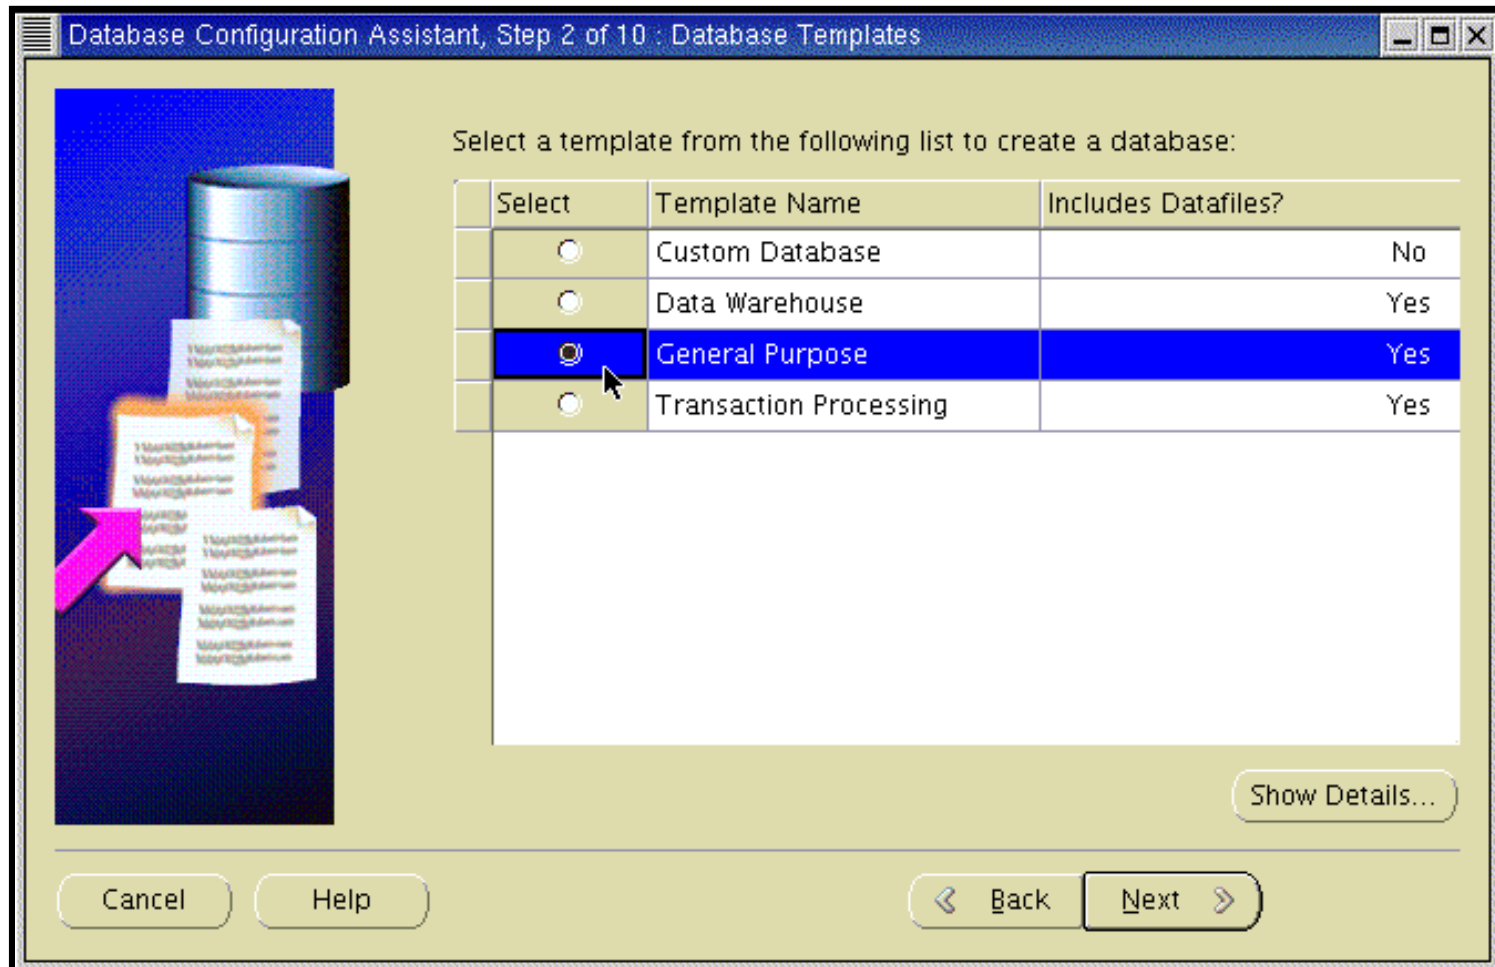 Database Configuration Assistant, Step 2 of 10 : Database Templates
Select a template from the following list to create a database:
Select Template Name Includes Datafiles?
Custom Database No
Data Warehouse Yes
General Purpose Yes
Transaction Processing Yes
Show Details...
Cancel Help Back Next